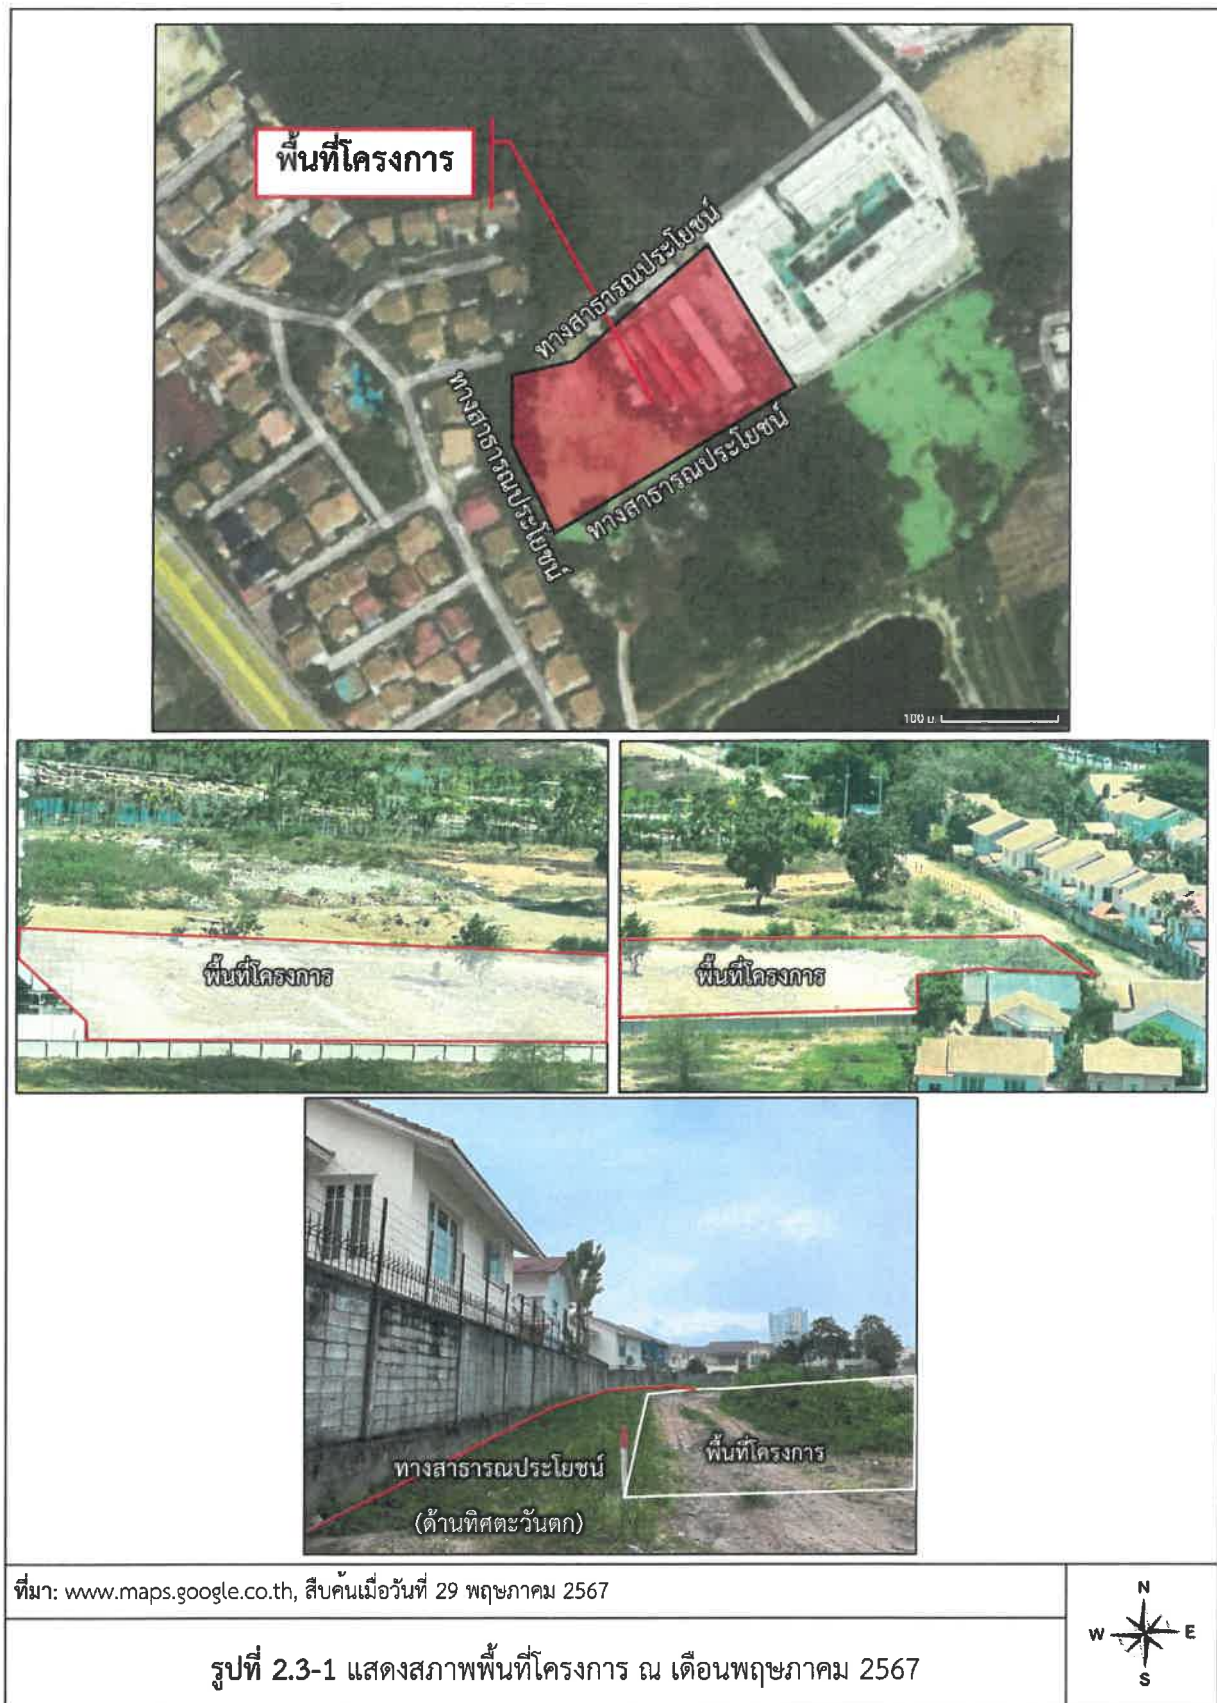 พื้นที่โครงการ
ทางสาธารณประโยชน์
ทางสาธารณประโยชน์
ทางสาธารณประโยชน์
100 ม.
พื้นที่โครงการ
พื้นที่โครงการ
ทางสาธารณประโยชน์
(ด้านทิศตะวันตก)
พื้นที่โครงการ
ที่มา: www.maps.google.co.th, สืบค้นเมื่อวันที่ 29 พฤษภาคม 2567
รูปที่ 2.3-1 แสดงสภาพพื้นที่โครงการ ณ เดือนพฤษภาคม 2567
N
W E
S